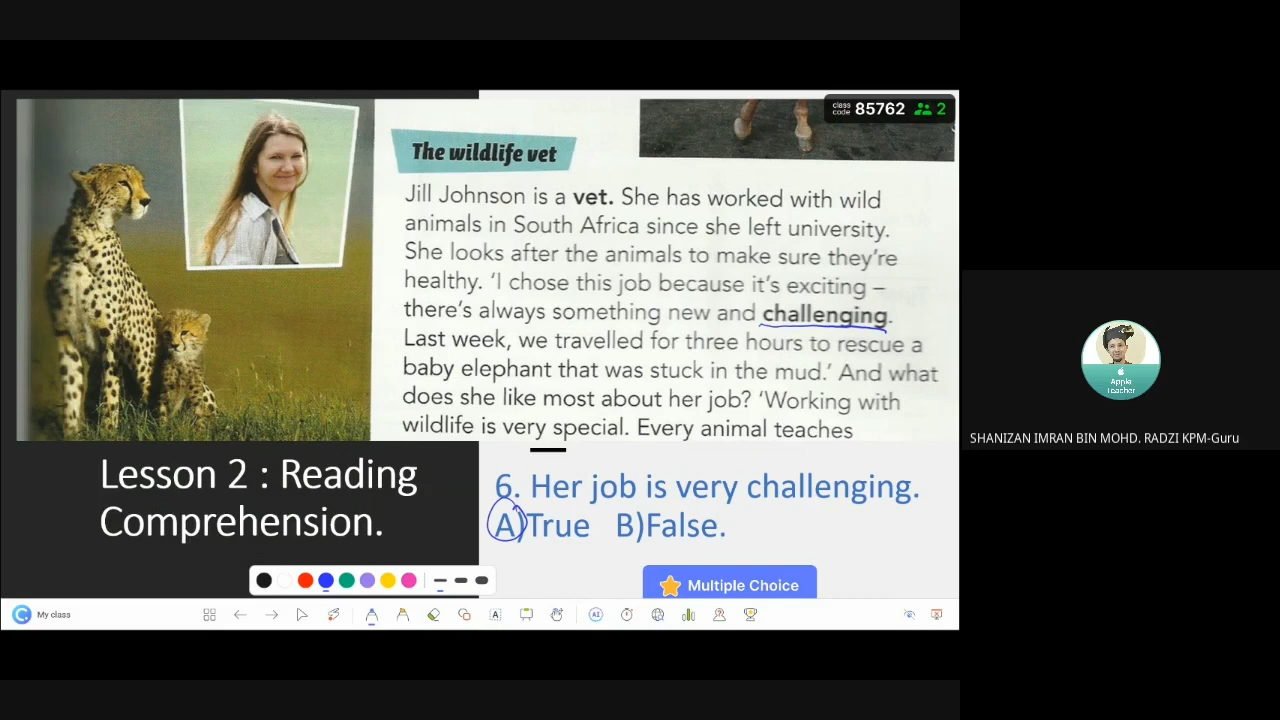 class code 85762 2
The wildlife vet
Jill Johnson is a vet. She has worked with wild
animals in South Africa since she left university.
She looks after the animals to make sure they're
healthy. 'I chose this job because it's exciting –
there's always something new and challenging.
Last week, we travelled for three hours to rescue a
baby elephant that was stuck in the mud.' And what
does she like most about her job? 'Working with
wildlife is very special. Every animal teaches
Lesson 2 : Reading
Comprehension.
6. Her job is very challenging.
A)True B)False.
Multiple Choice
My class
A
AI
Apple
Teacher
SHANIZAN IMRAN BIN MOHD. RADZI KPM-Guru